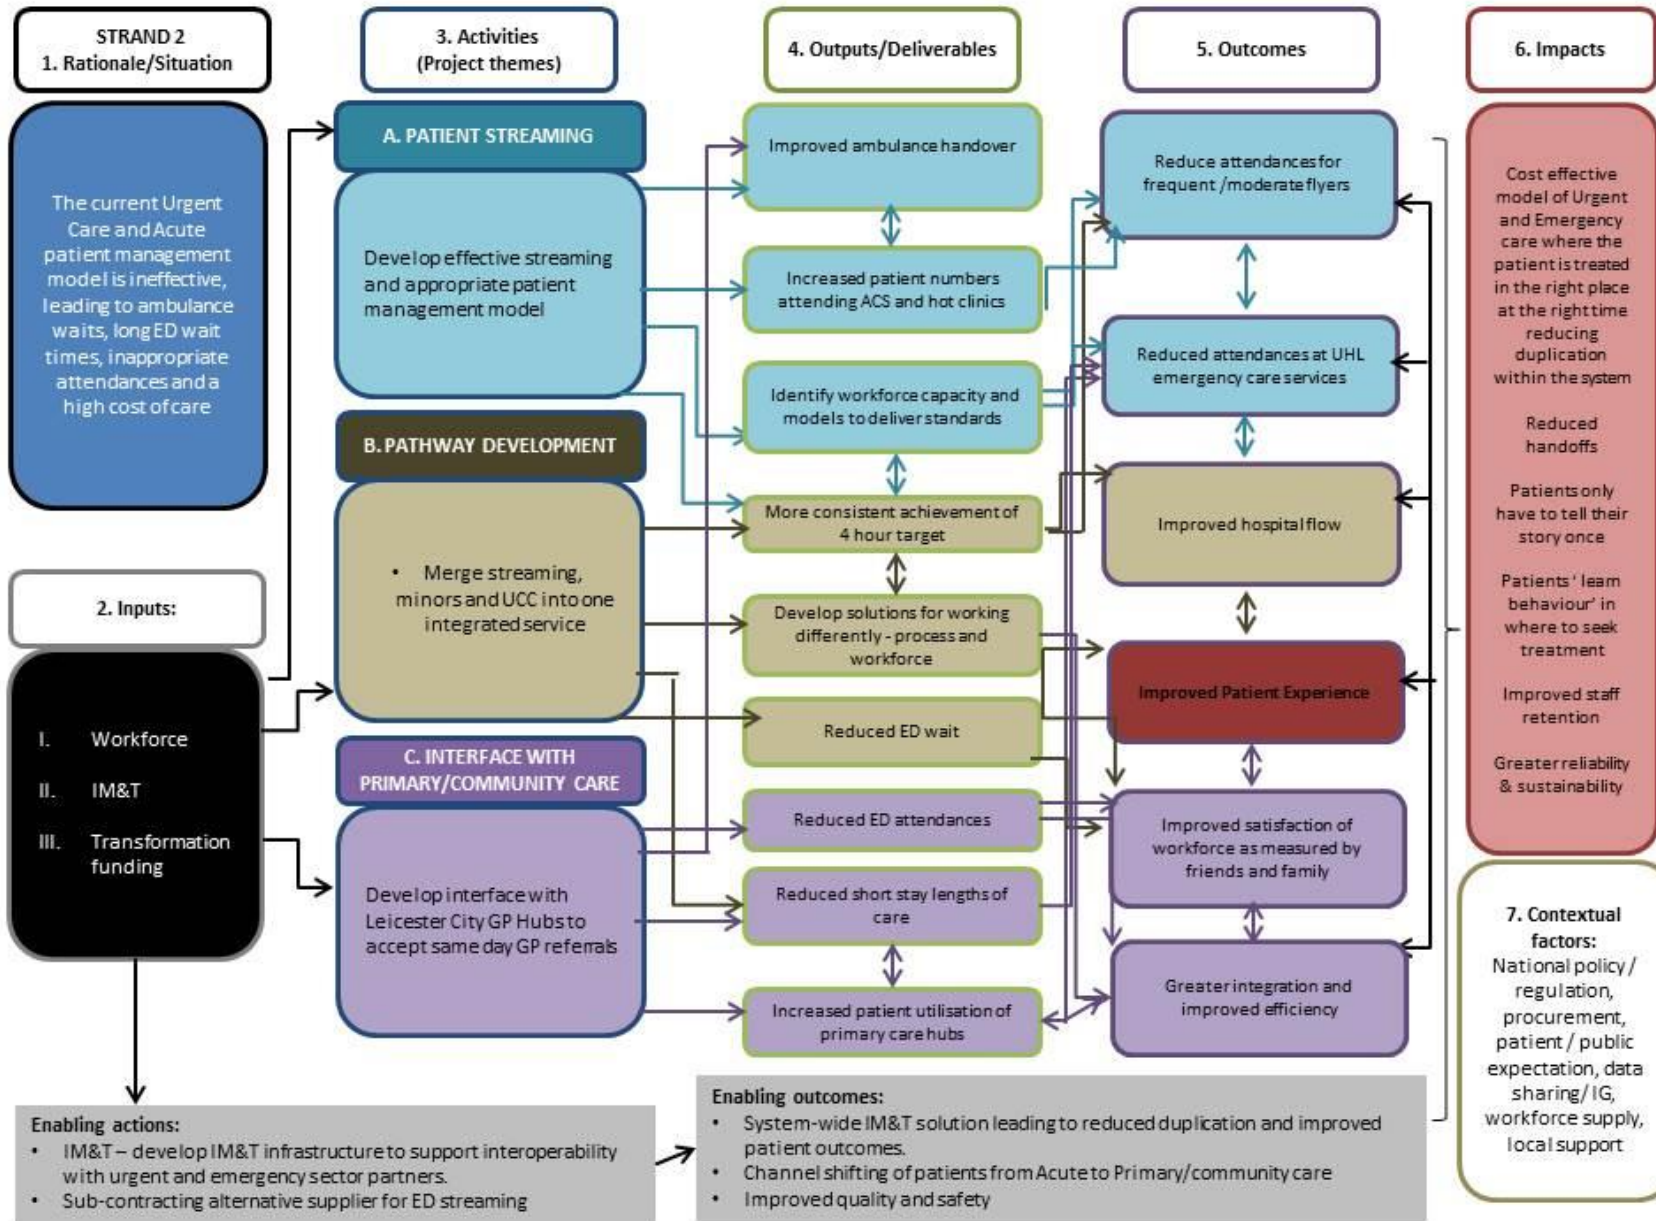 STRAND 2
1. Rationale/Situation
The current Urgent
Care and Acute
patient management
model is ineffective,
leading to ambulance
waits, long ED wait
times, inappropriate
attendances and a
high cost of care
2. Inputs:
I. Workforce
II. IM&T
III. Transformation
funding
3. Activities
(Project themes)
A. PATIENT STREAMING
Develop effective streaming
and appropriate patient
management model
B. PATHWAY DEVELOPMENT
• Merge streaming,
minors and UCC into one
integrated service
C. INTERFACE WITH
PRIMARY/COMMUNITY CARE
Develop interface with
Leicester City GP Hubs to
accept same day GP referrals
4. Outputs/Deliverables
Improved ambulance handover
Increased patient numbers
attending ACS and hot clinics
Identify workforce capacity and
models to deliver standards
More consistent achievement of
4 hour target
Develop solutions for working
differently - process and
workforce
Reduced ED wait
Reduced ED attendances
Reduced short stay lengths of
care
Increased patient utilisation of
primary care hubs
5. Outcomes
Reduce attendances for
frequent /moderate flyers
Reduced attendances at UHL
emergency care services
Improved hospital flow
Improved Patient Experience
Improved satisfaction of
workforce as measured by
friends and family
Greater integration and
improved efficiency
6. Impacts
Cost effective
model of Urgent
and Emergency
care where the
patient is treated
in the right place
at the right time
reducing
duplication
within the system
Reduced
handoffs
Patients only
have to tell their
story once
Patients ‘ learn
behaviour’ in
where to seek
treatment
Improved staff
retention
Greater reliability
& sustainability
7. Contextual
factors:
National policy /
regulation,
procurement,
patient / public
expectation, data
sharing/ IG,
workforce supply,
local support
Enabling actions:
• IM&T – develop IM&T infrastructure to support interoperability
with urgent and emergency sector partners.
• Sub-contracting alternative supplier for ED streaming
Enabling outcomes:
• System-wide IM&T solution leading to reduced duplication and improved
patient outcomes.
• Channel shifting of patients from Acute to Primary/community care
• Improved quality and safety